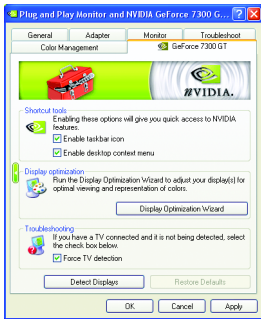 Plug and Play Monitor and NVIDIA GeForce 7300 G...
General
Adapter
Monitor
Troubleshoot
Color Management
GeForce 7300 GT
NVIDIA.
Shortcut tools
Enabling these options will give you quick access to NVIDIA
features.
Enable taskbar icon
Enable desktop context menu
Display optimization
Run the Display Optimization Wizard to adjust your display(s) for
optimal viewing and representation of colors.
Display Optimization Wizard
Troubleshooting
If you have a TV connected and it is not being detected, select
the check box below.
Force TV detection
Detect Displays
Restore Defaults
OK
Cancel
Apply